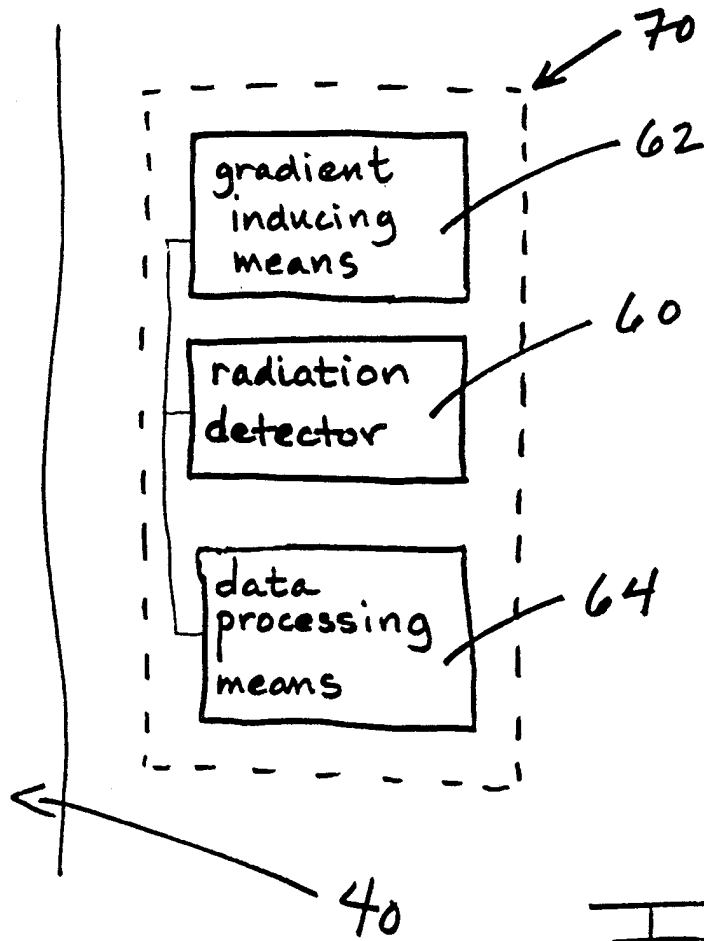 70
gradient
inducing
means
62
radiation
detector
60
data
processing
means
64
40